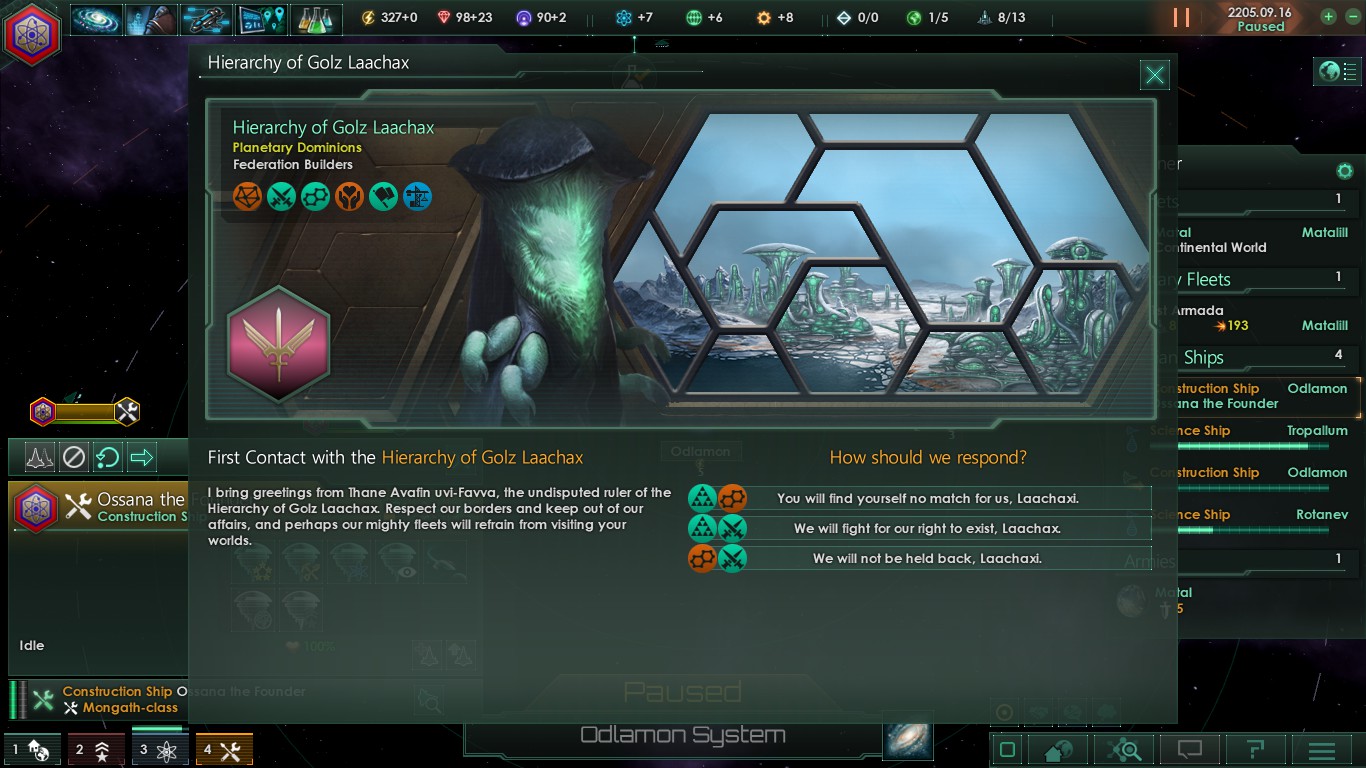 327+0
98+23
90+2
+7
+6
+8
0/0
1/5
8/13
2205.09.16
Paused
Hierarchy of Golz Laachax
Hierarchy of Golz Laachax
Planetary Dominions
Federation Builders
1
Matalill
Continental World
Fleets
1
Armada
193
Matalill
Ships
4
Construction Ship
Odlamon
Ossana the Founder
Science Ship
Tropallum
Construction Ship
Odlamon
Science Ship
Rotanev
Armies
1
Matal
5
Odlamon
First Contact with the Hierarchy of Golz Laachax
I bring greetings from Thane Avafin uvi-Favva, the undisputed ruler of the
Hierarchy of Golz Laachax. Respect our borders and keep out of our
affairs, and perhaps our mighty fleets will refrain from visiting your
worlds.
How should we respond?
You will find yourself no match for us, Laachaxi.
We will fight for our right to exist, Laachax.
We will not be held back, Laachaxi.
Ossana the
Construction S
100%
Idle
Construction Ship Ossana the Founder
Mongath-class
Paused
Odlamon System
1
2
3
4